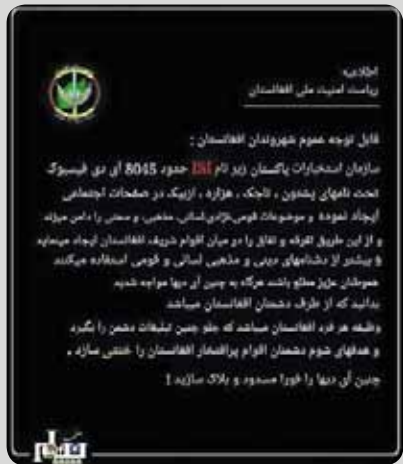 اطلاعیه
ریاست امنیت ملی افغانستان
قابل توجه عموم شهروندان افغانستان :
سازمان استخبارات پاکستان زیر نام ISI حدود 8045 آی دی فیسبوک
تحت نامهای پشتون ، تاجک ، هزاره ، ازبیک در صفحات اجتماعی
ایجاد نموده و موضوعات قومی،نژادی،لسانی، مذهبی، و سمتی را دامن میزند
و از این طریق تفرقه و نفاق را در میان اقوام شریف افغانستان ایجاد مینماید
و بیشتر از دشنامهای دینی و مذهبی لسانی و قومی استفاده میکنند
هموطنان عزیز مطلع باشند هرگاه به چنین آی دیها مواجه شدید
بدانید که از طرف دشمنان افغانستان میباشد
وظیفه هر فرد افغانستان میباشد که جلو چنین تبلیغات دشمن را بگیرد
و هدفهای شوم دشمنان اقوام پرافتخار افغانستان را خنثی سازد .
چنین آی دیها را فورا مسدود و بلاک سازید !